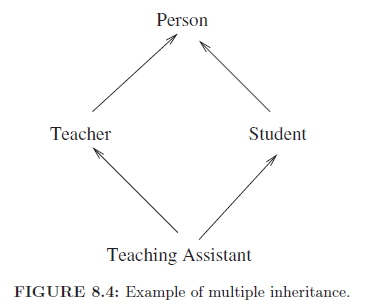 Person
Teacher
Student
Teaching Assistant
FIGURE 8.4: Example of multiple inheritance.